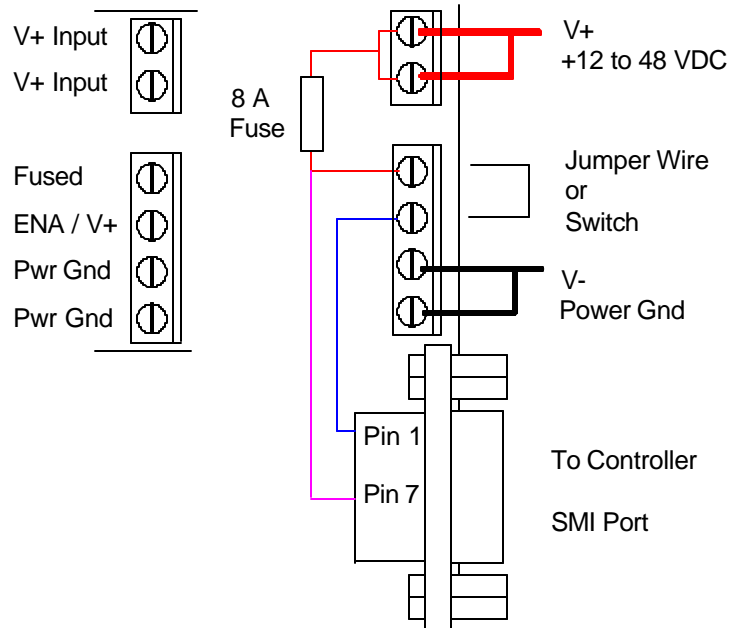 V+ Input
V+ Input
Fused
ENA / V+
Pwr Gnd
Pwr Gnd
8 A
Fuse
V+
+12 to 48 VDC
Jumper Wire
or
Switch
V-
Power Gnd
Pin 1
Pin 7
To Controller
SMI Port